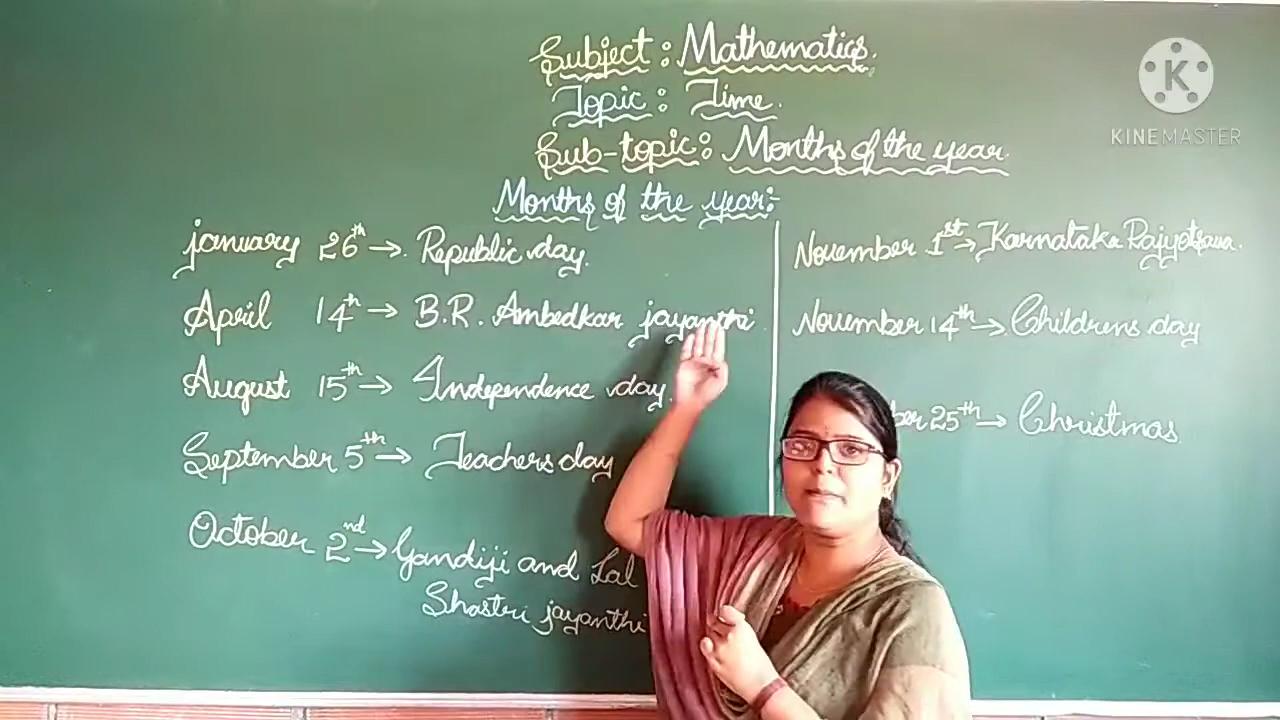 Subject : Mathematics.
Topic : Time.
Sub-topic : Months of the year.
Months of the year:-
january 26th → Republic day.
April 14th → B.R. Ambedkar jayanthi
August 15th → Independence day.
September 5th → Teachers day
October 2nd → Gandiji and Lal
Shastri jayanthi
November 1st → Karnataka Rajyotsava.
November 14th → Childrens day
ber 25th → Christmas
K
KINEMASTER